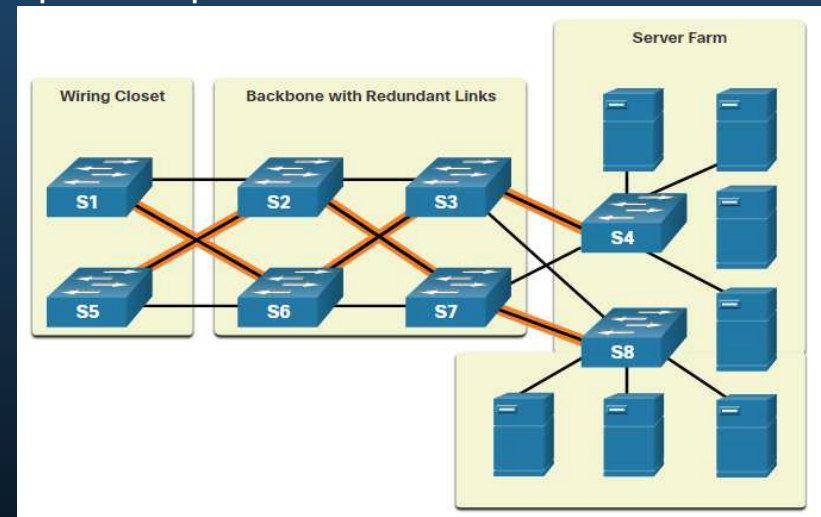 Server Farm
Wiring Closet
Backbone with Redundant Links
S1
S2
S3
S4
S5
S6
S7
S8